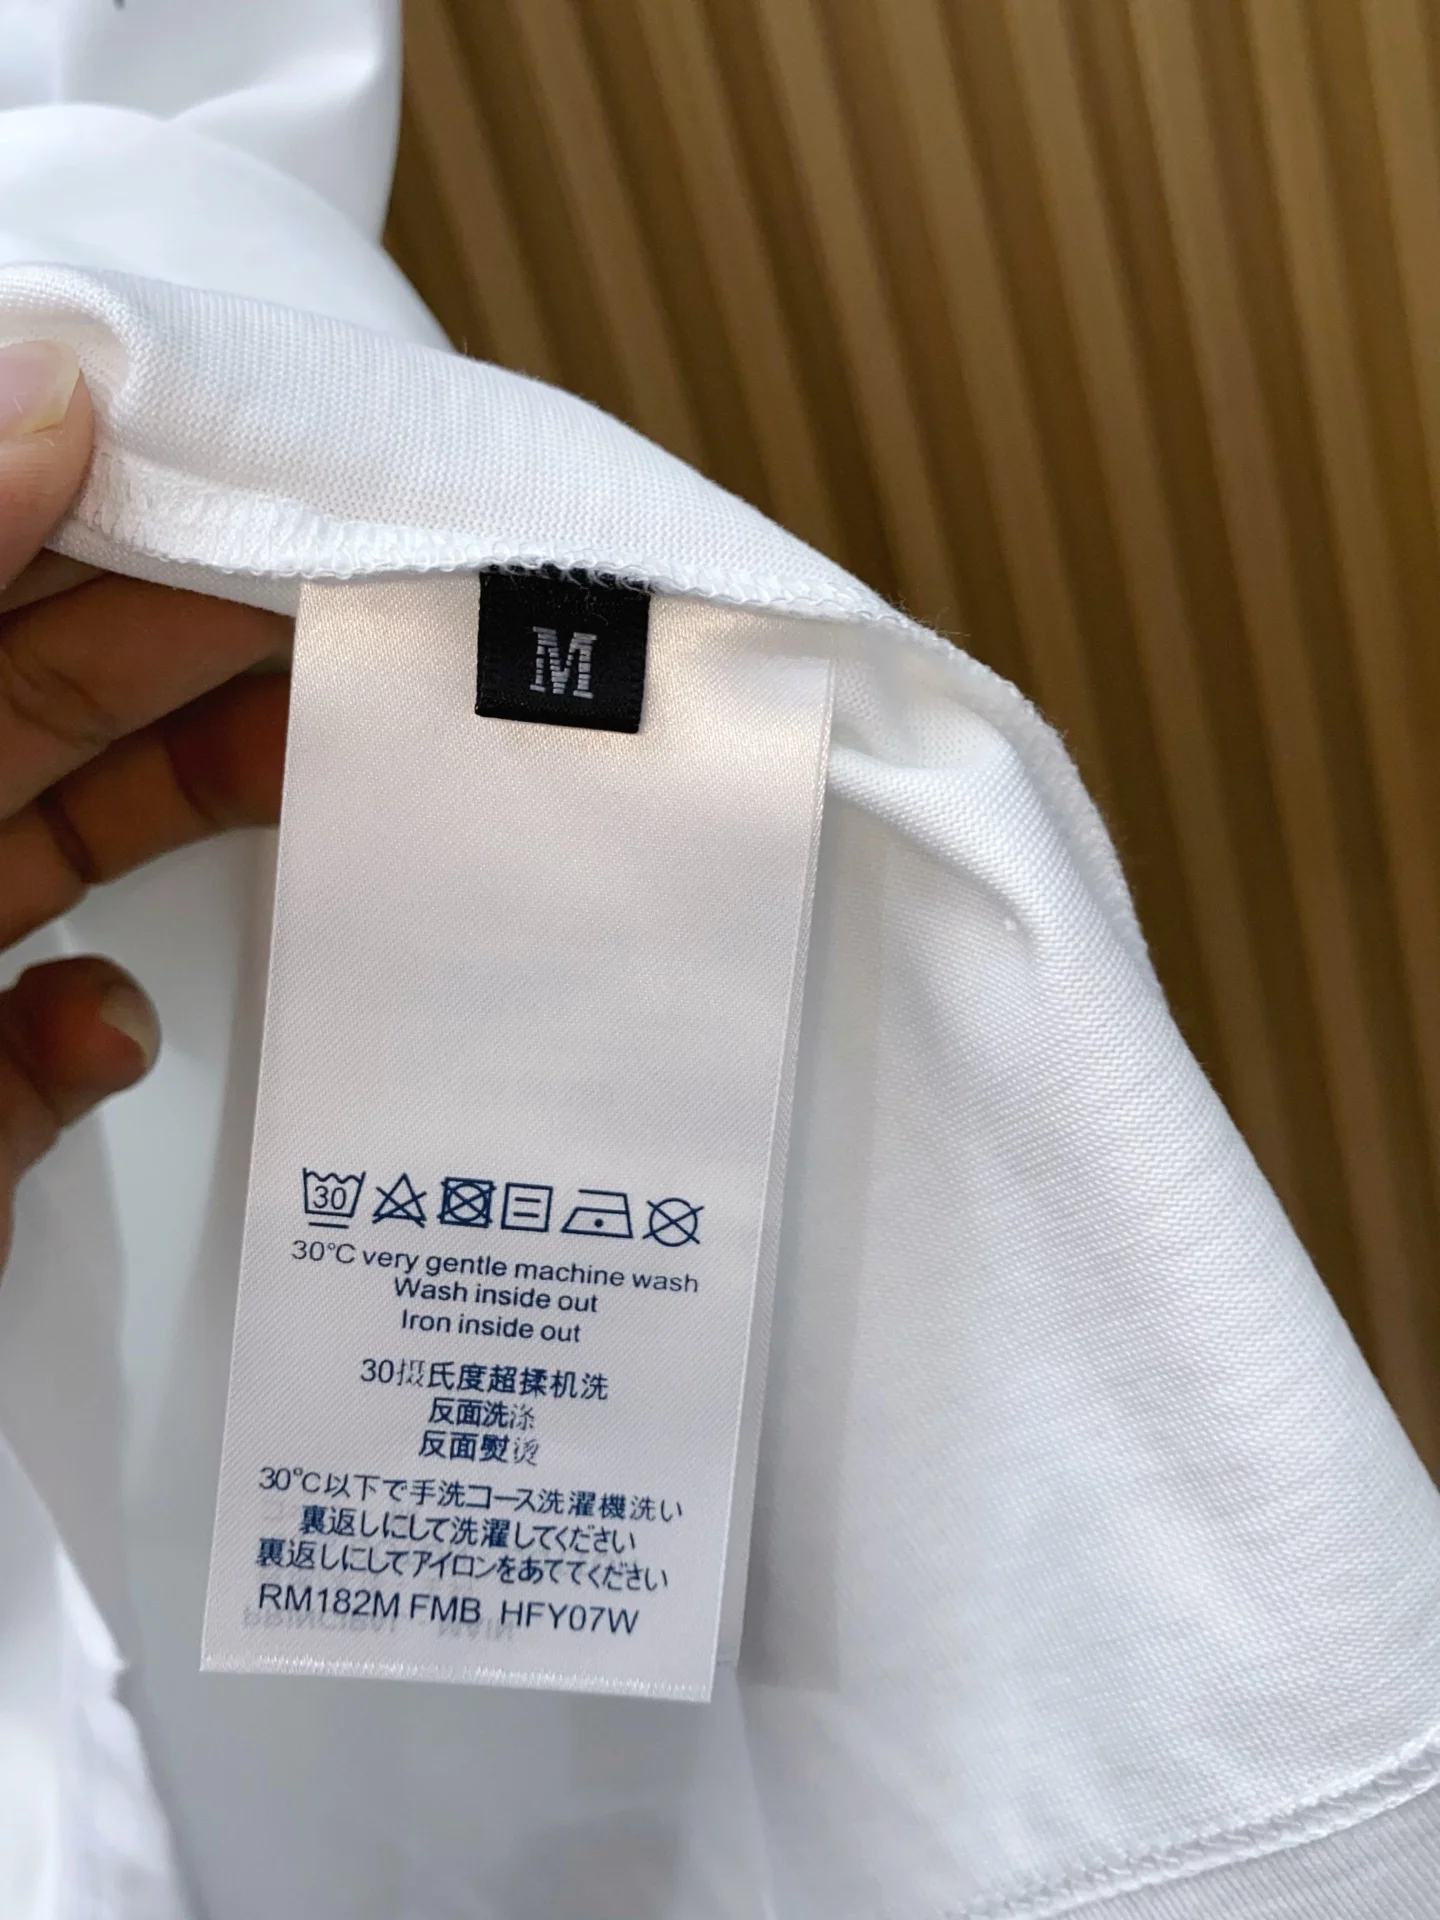 M
30
30°C very gentle machine wash
Wash inside out
Iron inside out
30摄氏度超揉机洗
反面洗涤
反面熨烫
30°C以下で手洗コース洗濯機洗い
裏返しにして洗濯してください
裏返しにしてアイロンをあててください
RM182M FMB HFY07W